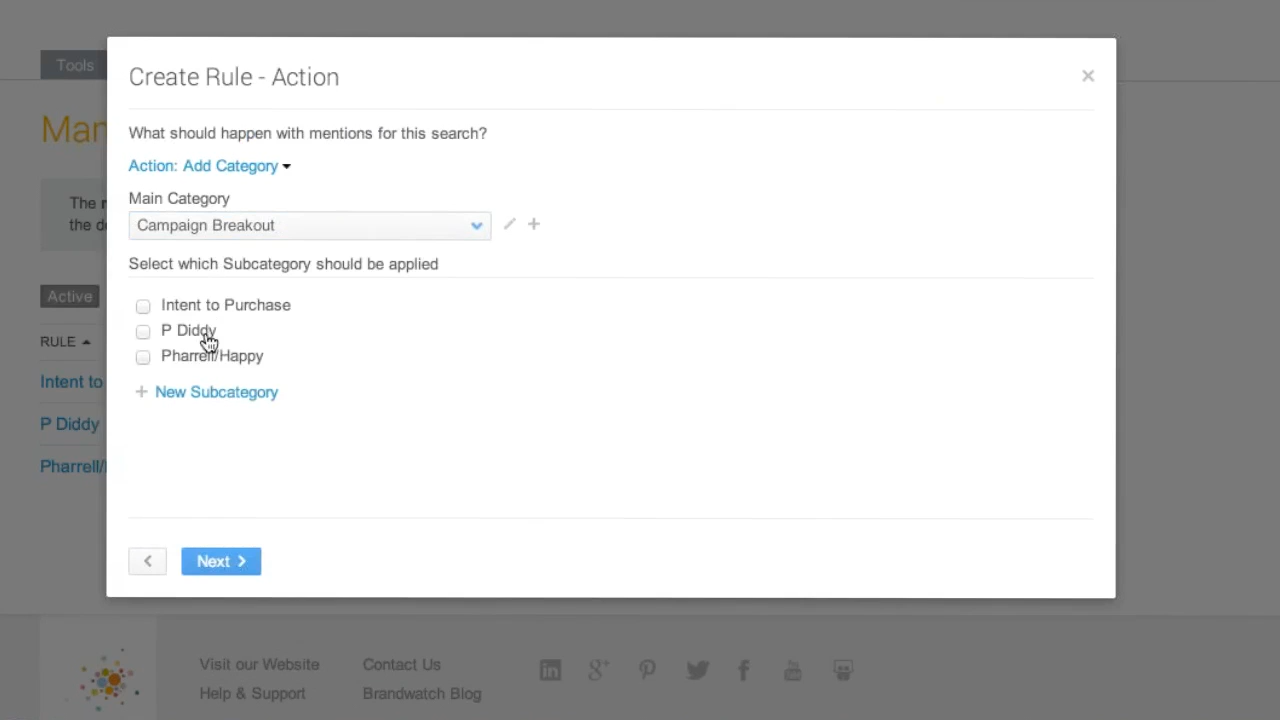 Tools
Create Rule - Action
Man
What should happen with mentions for this search?
Action: Add Category
Main Category
The
the de
Campaign Breakout
Select which Subcategory should be applied
Active
Intent to Purchase
P Diddy
RULE
Pharrell/Happy
Intent to
New Subcategory
P Diddy
Pharrell/
Next
Visit our Website
Contact Us
Help & Support
Brandwatch Blog